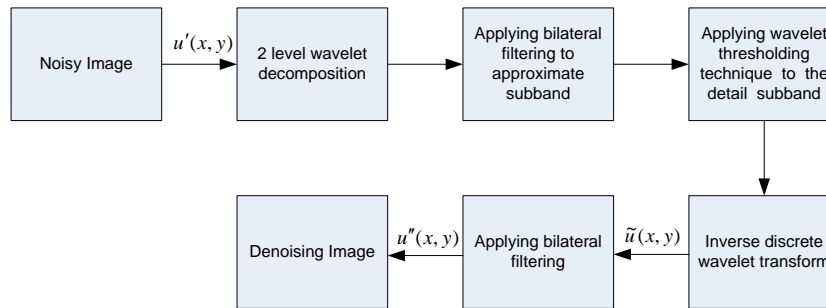 Noisy Image
u′(x, y)
2 level wavelet
decomposition
Applying bilateral
filtering to
approximate
subband
Applying wavelet
thresholding
technique to the
detail subband
Denoising Image
u″(x, y)
Applying bilateral
filtering
ũ(x, y)
Inverse discrete
wavelet transform